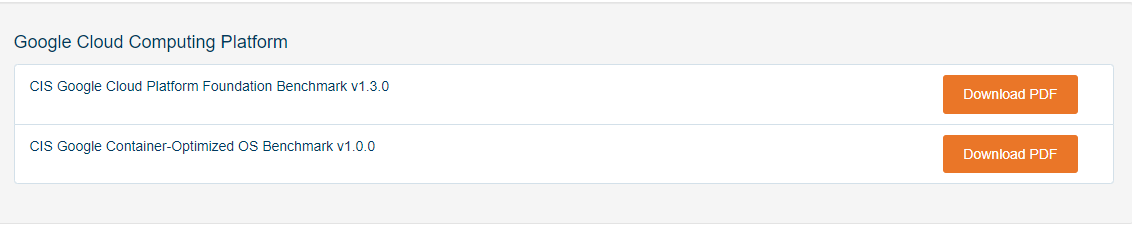 Google Cloud Computing Platform
CIS Google Cloud Platform Foundation Benchmark v1.3.0
Download PDF
CIS Google Container-Optimized OS Benchmark v1.0.0
Download PDF